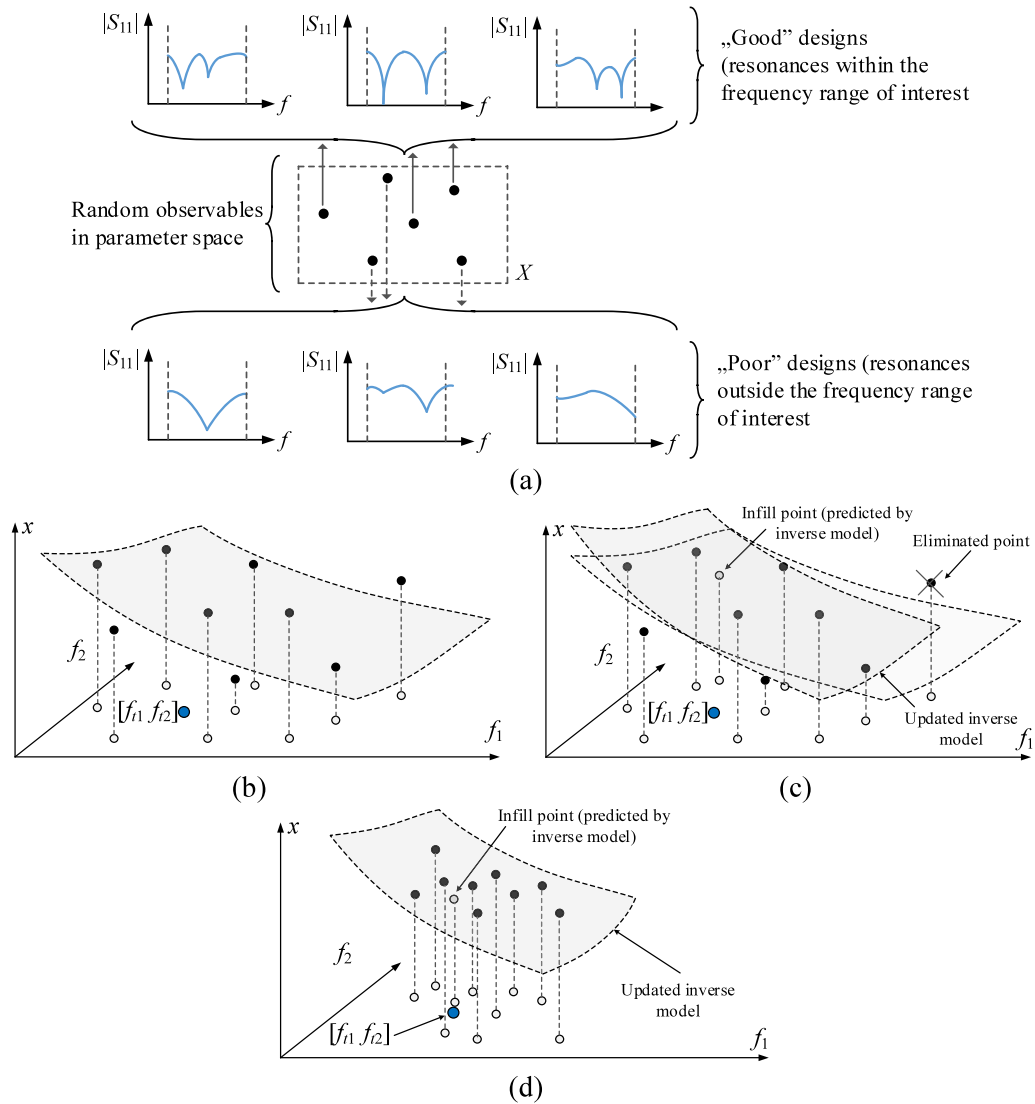 |S11| |S11| |S11|
„Good” designs
(resonances within the
frequency range of interest
f f f
Random observables
in parameter space
X
|S11| |S11| |S11|
„Poor” designs (resonances
outside the frequency range
of interest
f f f
(a)
x
f2
[ft1 ft2]
f1
(b)
x
Infill point (predicted by
inverse model)
Eliminated point
f2
[ft1 ft2]
Updated inverse
model
f1
(c)
x
Infill point (predicted by
inverse model)
f2
Updated inverse
model
[ft1 ft2]
f1
(d)